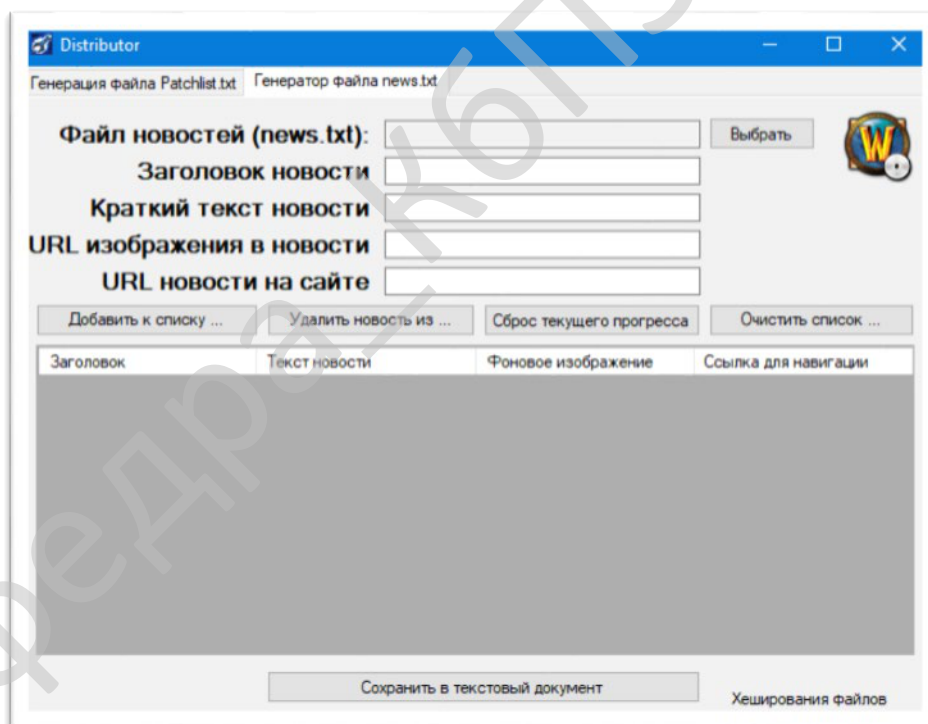 Distributor
Генерация файла Patchlist.txt Генератор файла news.txt
Файл новостей (news.txt): Выбрать
Заголовок новости
Краткий текст новости
URL изображения в новости
URL новости на сайте
Добавить к списку ... Удалить новость из ... Сброс текущего прогресса Очистить список ...
Заголовок Текст новости Фоновое изображение Ссылка для навигации
Сохранить в текстовый документ
Хеширования файлов